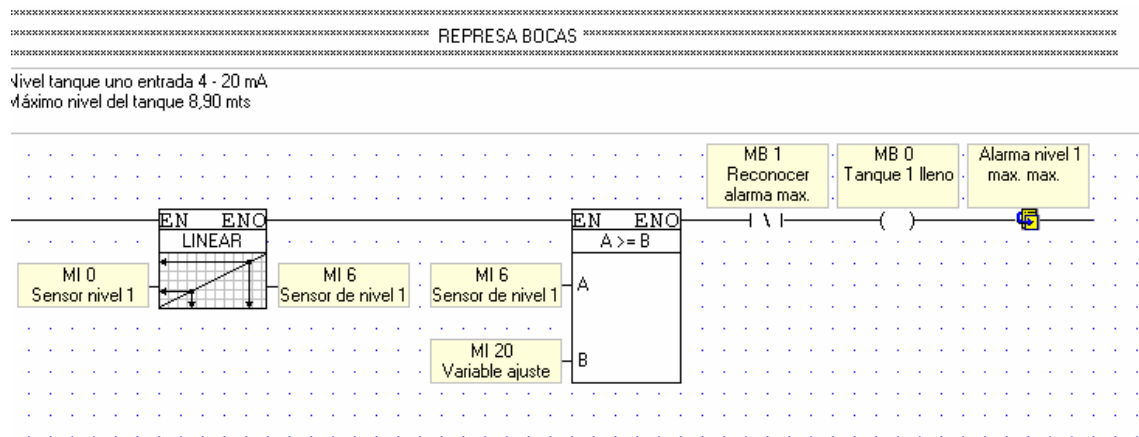 REPRESA BOCAS
Nivel tanque uno entrada 4 - 20 mA
Máximo nivel del tanque 8,90 mts
MB 1
Reconocer
alarma max.
MB 0
Tanque 1 lleno
Alarma nivel 1
max. max.
EN ENO
LINEAR
MI 0
Sensor nivel 1
MI 6
Sensor de nivel 1
EN ENO
A >= B
MI 6
Sensor de nivel 1
A
MI 20
Variable ajuste
B